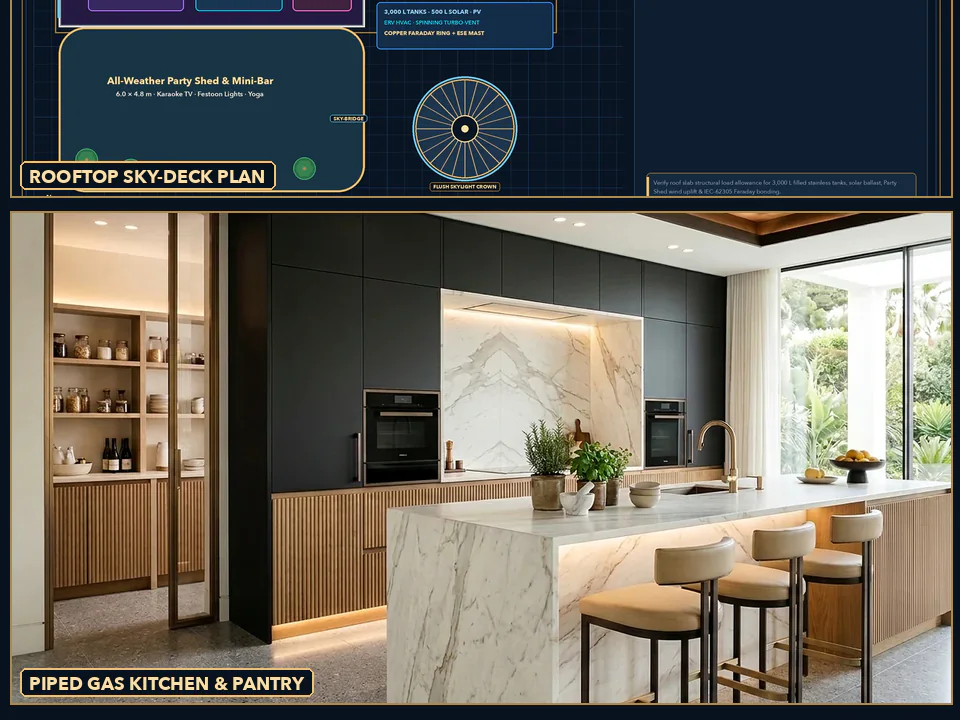 3,000 L TANKS · 500 L SOLAR · PV
ERV HVAC · SPINNING TURBO-VENT
COPPER FARADAY RING + ESE MAST
All-Weather Party Shed & Mini-Bar
6.0 × 4.8 m · Karaoke TV · Festoon Lights · Yoga
SKY-BRIDGE
FLUSH SKYLIGHT CROWN
ROOFTOP SKY-DECK PLAN
Verify roof slab structural load allowance for 3,000 L filled stainless tanks, solar ballast, Party
Shed wind uplift & IEC-62305 Faraday bonding.
PIPED GAS KITCHEN & PANTRY